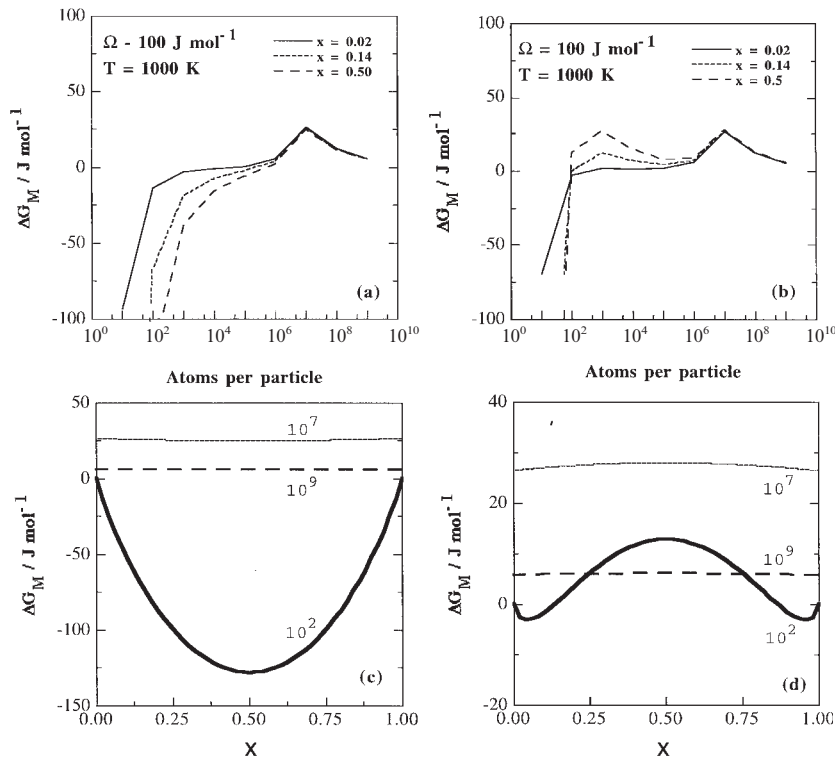 Ω - 100 J mol⁻¹
T = 1000 K
x = 0.02
x = 0.14
x = 0.50
100
50
0
-50
-100
ΔG_M / J mol⁻¹
(a)
10⁰ 10² 10⁴ 10⁶ 10⁸ 10¹⁰
Atoms per particle
Ω = 100 J mol⁻¹
T = 1000 K
x = 0.02
x = 0.14
x = 0.5
100
50
0
-50
-100
ΔG_M / J mol⁻¹
(b)
10⁰ 10² 10⁴ 10⁶ 10⁸ 10¹⁰
Atoms per particle
50
0
-50
-100
-150
ΔG_M / J mol⁻¹
10⁷
10⁹
10²
(c)
0.00 0.25 0.50 0.75 1.00
X
40
20
0
-20
ΔG_M / J mol⁻¹
10⁷
10⁹
10²
(d)
0.00 0.25 0.50 0.75 1.00
X